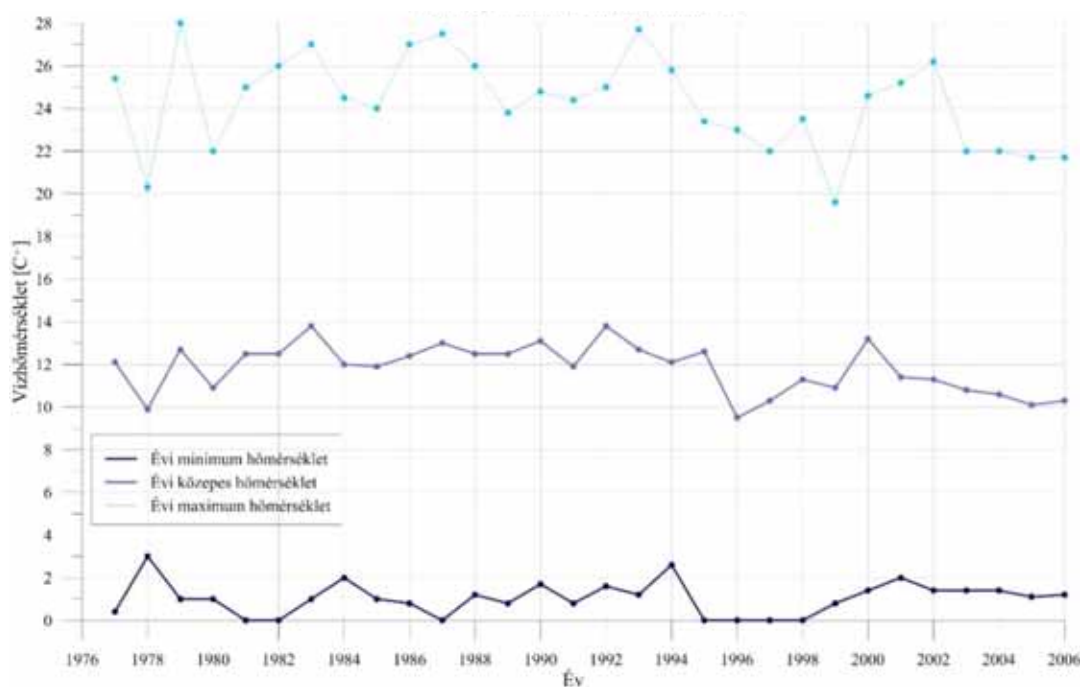 28
26
24
22
20
18
16
14
12
10
8
6
4
2
0
Vízhőmérséklet [C°]
Évi minimum hőmérséklet
Évi közepes hőmérséklet
Évi maximum hőmérséklet
1976 1978 1980 1982 1984 1986 1988 1990 1992 1994 1996 1998 2000 2002 2004 2006
Év